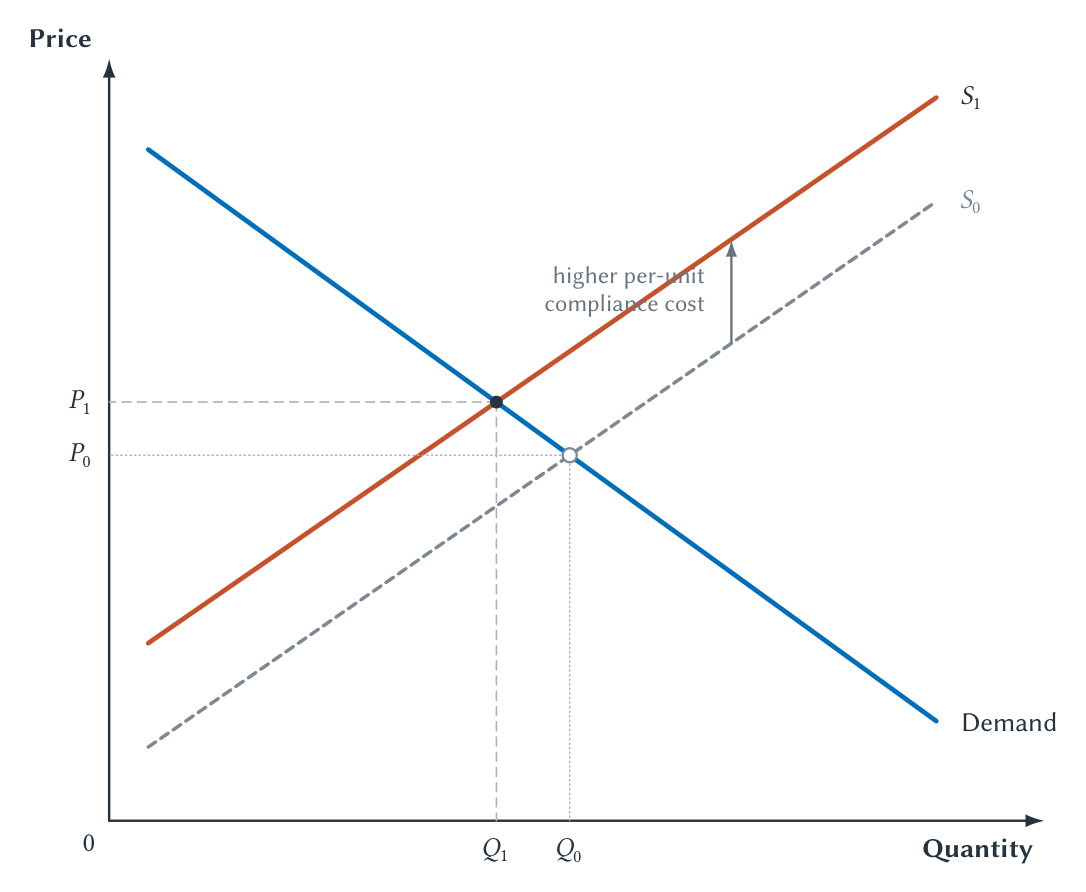 Price
S1
S0
higher per-unit
compliance cost
P1
P0
Demand
0
Q1
Q0
Quantity